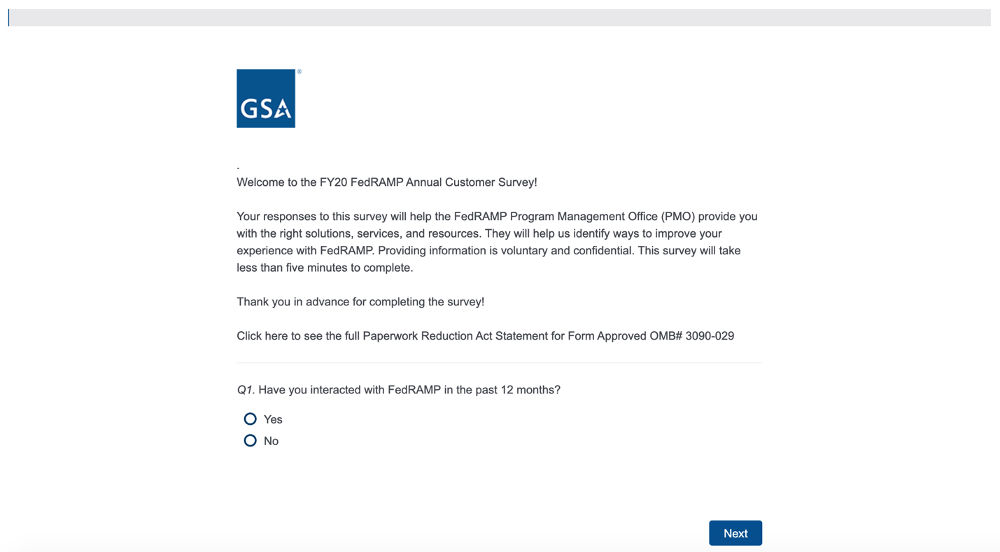 GSA
®
.
Welcome to the FY20 FedRAMP Annual Customer Survey!
Your responses to this survey will help the FedRAMP Program Management Office (PMO) provide you
with the right solutions, services, and resources. They will help us identify ways to improve your
experience with FedRAMP. Providing information is voluntary and confidential. This survey will take
less than five minutes to complete.
Thank you in advance for completing the survey!
Click here to see the full Paperwork Reduction Act Statement for Form Approved OMB# 3090-029
Q1. Have you interacted with FedRAMP in the past 12 months?
Yes
No
Next